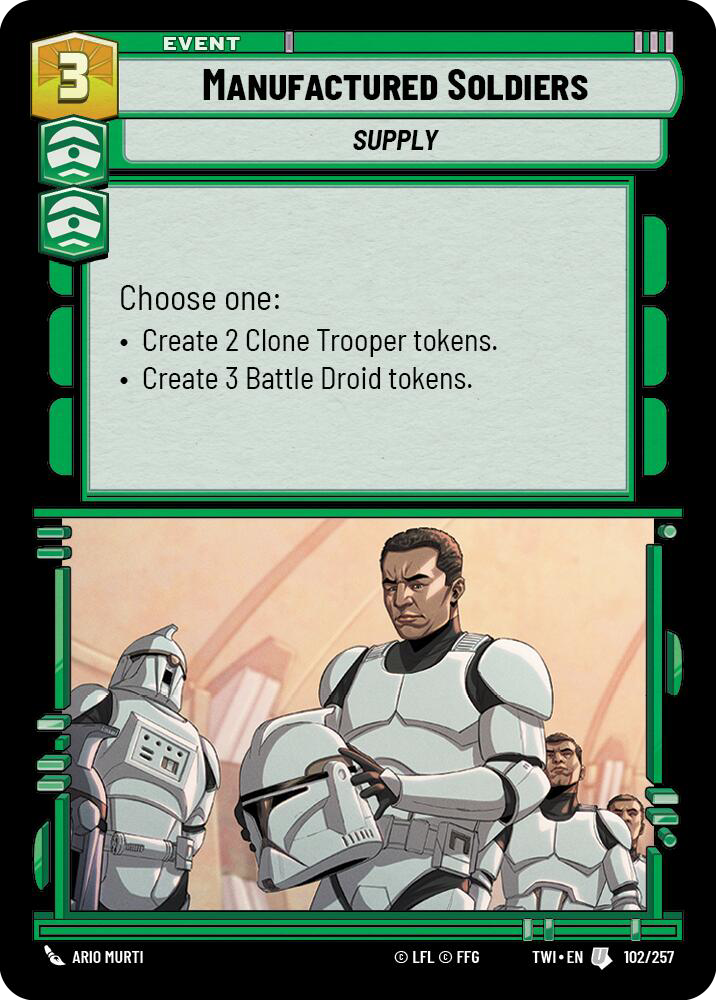 EVENT
3
MANUFACTURED SOLDIERS
SUPPLY
Choose one:
• Create 2 Clone Trooper tokens.
• Create 3 Battle Droid tokens.
ARIO MURTI
© LFL © FFG
TWI • EN U 102/257